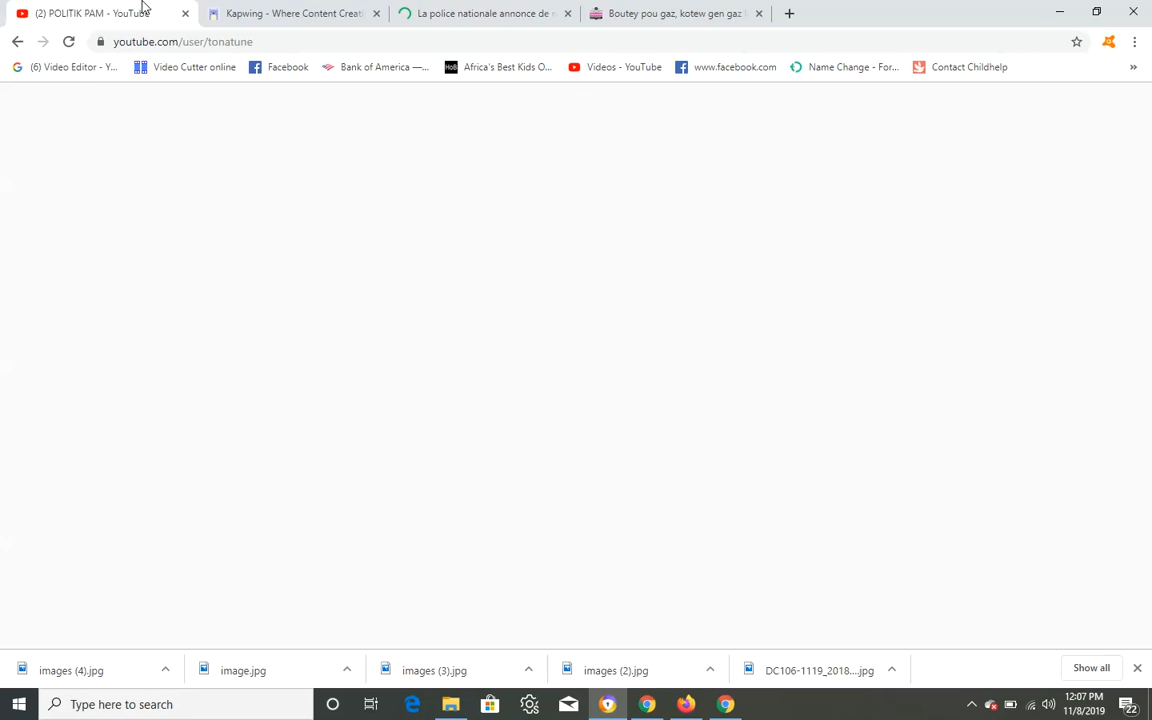 (2) POLITIK PAM - YouTube
Kapwing - Where Content Creati
La police nationale annonce de n
Boutey pou gaz, kotew gen gaz l
youtube.com/user/tonatune
(6) Video Editor - Y...
Video Cutter online
Facebook
Bank of America —...
Africa's Best Kids O...
Videos - YouTube
www.facebook.com
Name Change - For...
Contact Childhelp
»
images (4).jpg
image.jpg
images (3).jpg
images (2).jpg
DC106-1119_2018....jpg
Show all
Type here to search
12:07 PM
11/8/2019
22